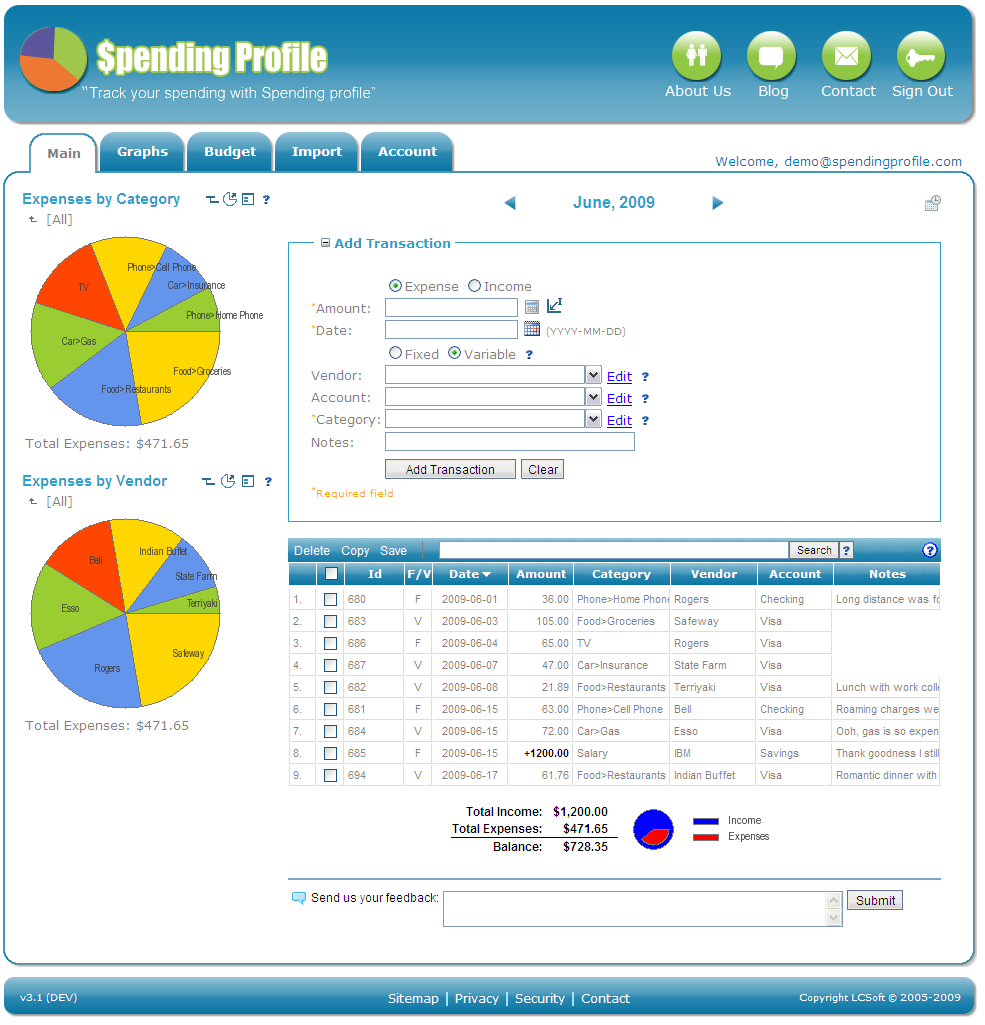 $pending Profile
"Track your spending with Spending profile"
About Us Blog Contact Sign Out
Main Graphs Budget Import Account
Welcome, demo@spendingprofile.com
Expenses by Category ?
[All]
Phone>Cell Phone
Car>Insurance
TV
Phone>Home Phone
Car>Gas
Food>Groceries
Food>Restaurants
Total Expenses: $471.65
Expenses by Vendor ?
[All]
Indian Buffet
Bell
State Farm
Terriyaki
Esso
Safeway
Rogers
Total Expenses: $471.65
June, 2009
Add Transaction
Expense Income
*Amount:
*Date: (YYYY-MM-DD)
Fixed Variable ?
Vendor: Edit ?
Account: Edit ?
*Category: Edit ?
Notes:
Add Transaction Clear
*Required field
Delete Copy Save Search ? ?
Id F/V Date Amount Category Vendor Account Notes
1. 680 F 2009-06-01 36.00 Phone>Home Phone Rogers Checking Long distance was fo
2. 683 V 2009-06-03 105.00 Food>Groceries Safeway Visa
3. 686 F 2009-06-04 65.00 TV Rogers Visa
4. 687 V 2009-06-07 47.00 Car>Insurance State Farm Visa
5. 682 V 2009-06-08 21.89 Food>Restaurants Terriyaki Visa Lunch with work coll
6. 681 F 2009-06-15 63.00 Phone>Cell Phone Bell Checking Roaming charges we
7. 684 V 2009-06-15 72.00 Car>Gas Esso Visa Ooh, gas is so expen
8. 685 F 2009-06-15 +1200.00 Salary IBM Savings Thank goodness I still
9. 694 V 2009-06-17 61.76 Food>Restaurants Indian Buffet Visa Romantic dinner with
Total Income: $1,200.00
Total Expenses: $471.65
Balance: $728.35
Income
Expenses
Send us your feedback: Submit
v3.1 (DEV) Sitemap | Privacy | Security | Contact Copyright LCSoft © 2005-2009